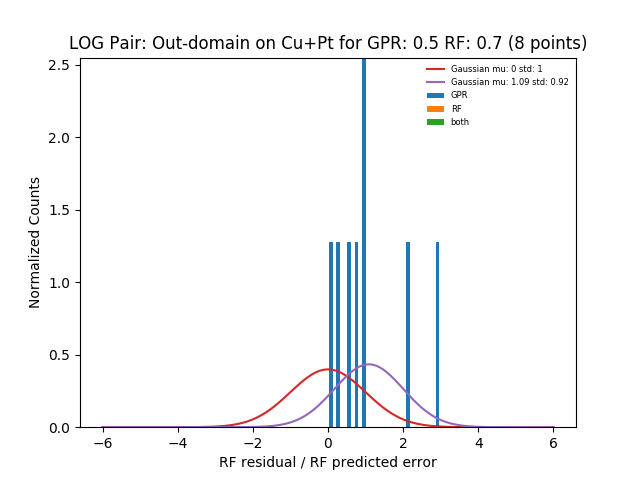 LOG Pair: Out-domain on Cu+Pt for GPR: 0.5 RF: 0.7 (8 points)
Gaussian mu: 0 std: 1
Gaussian mu: 1.09 std: 0.92
GPR
RF
both
Normalized Counts
2.5
2.0
1.5
1.0
0.5
0.0
−6 −4 −2 0 2 4 6
RF residual / RF predicted error